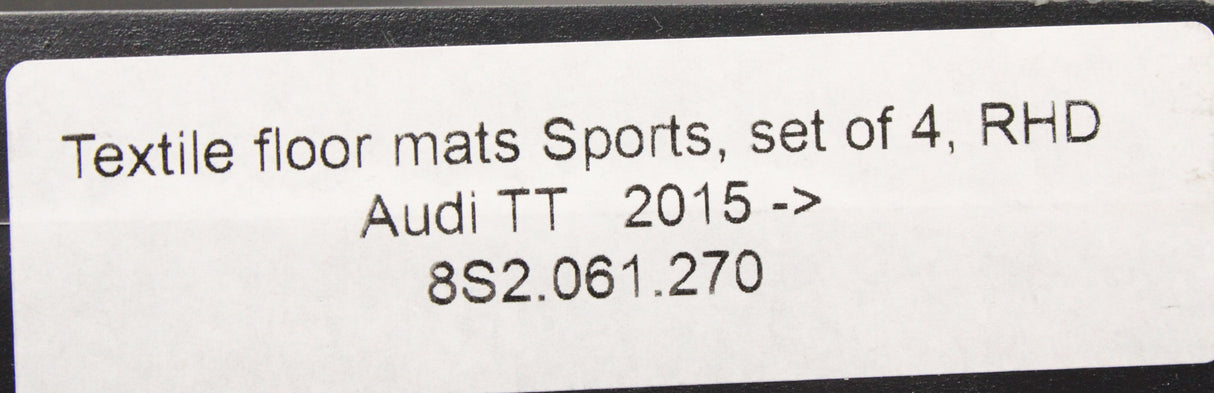 Textile floor mats Sports, set of 4, RHD
Audi TT 2015 ->
8S2.061.270